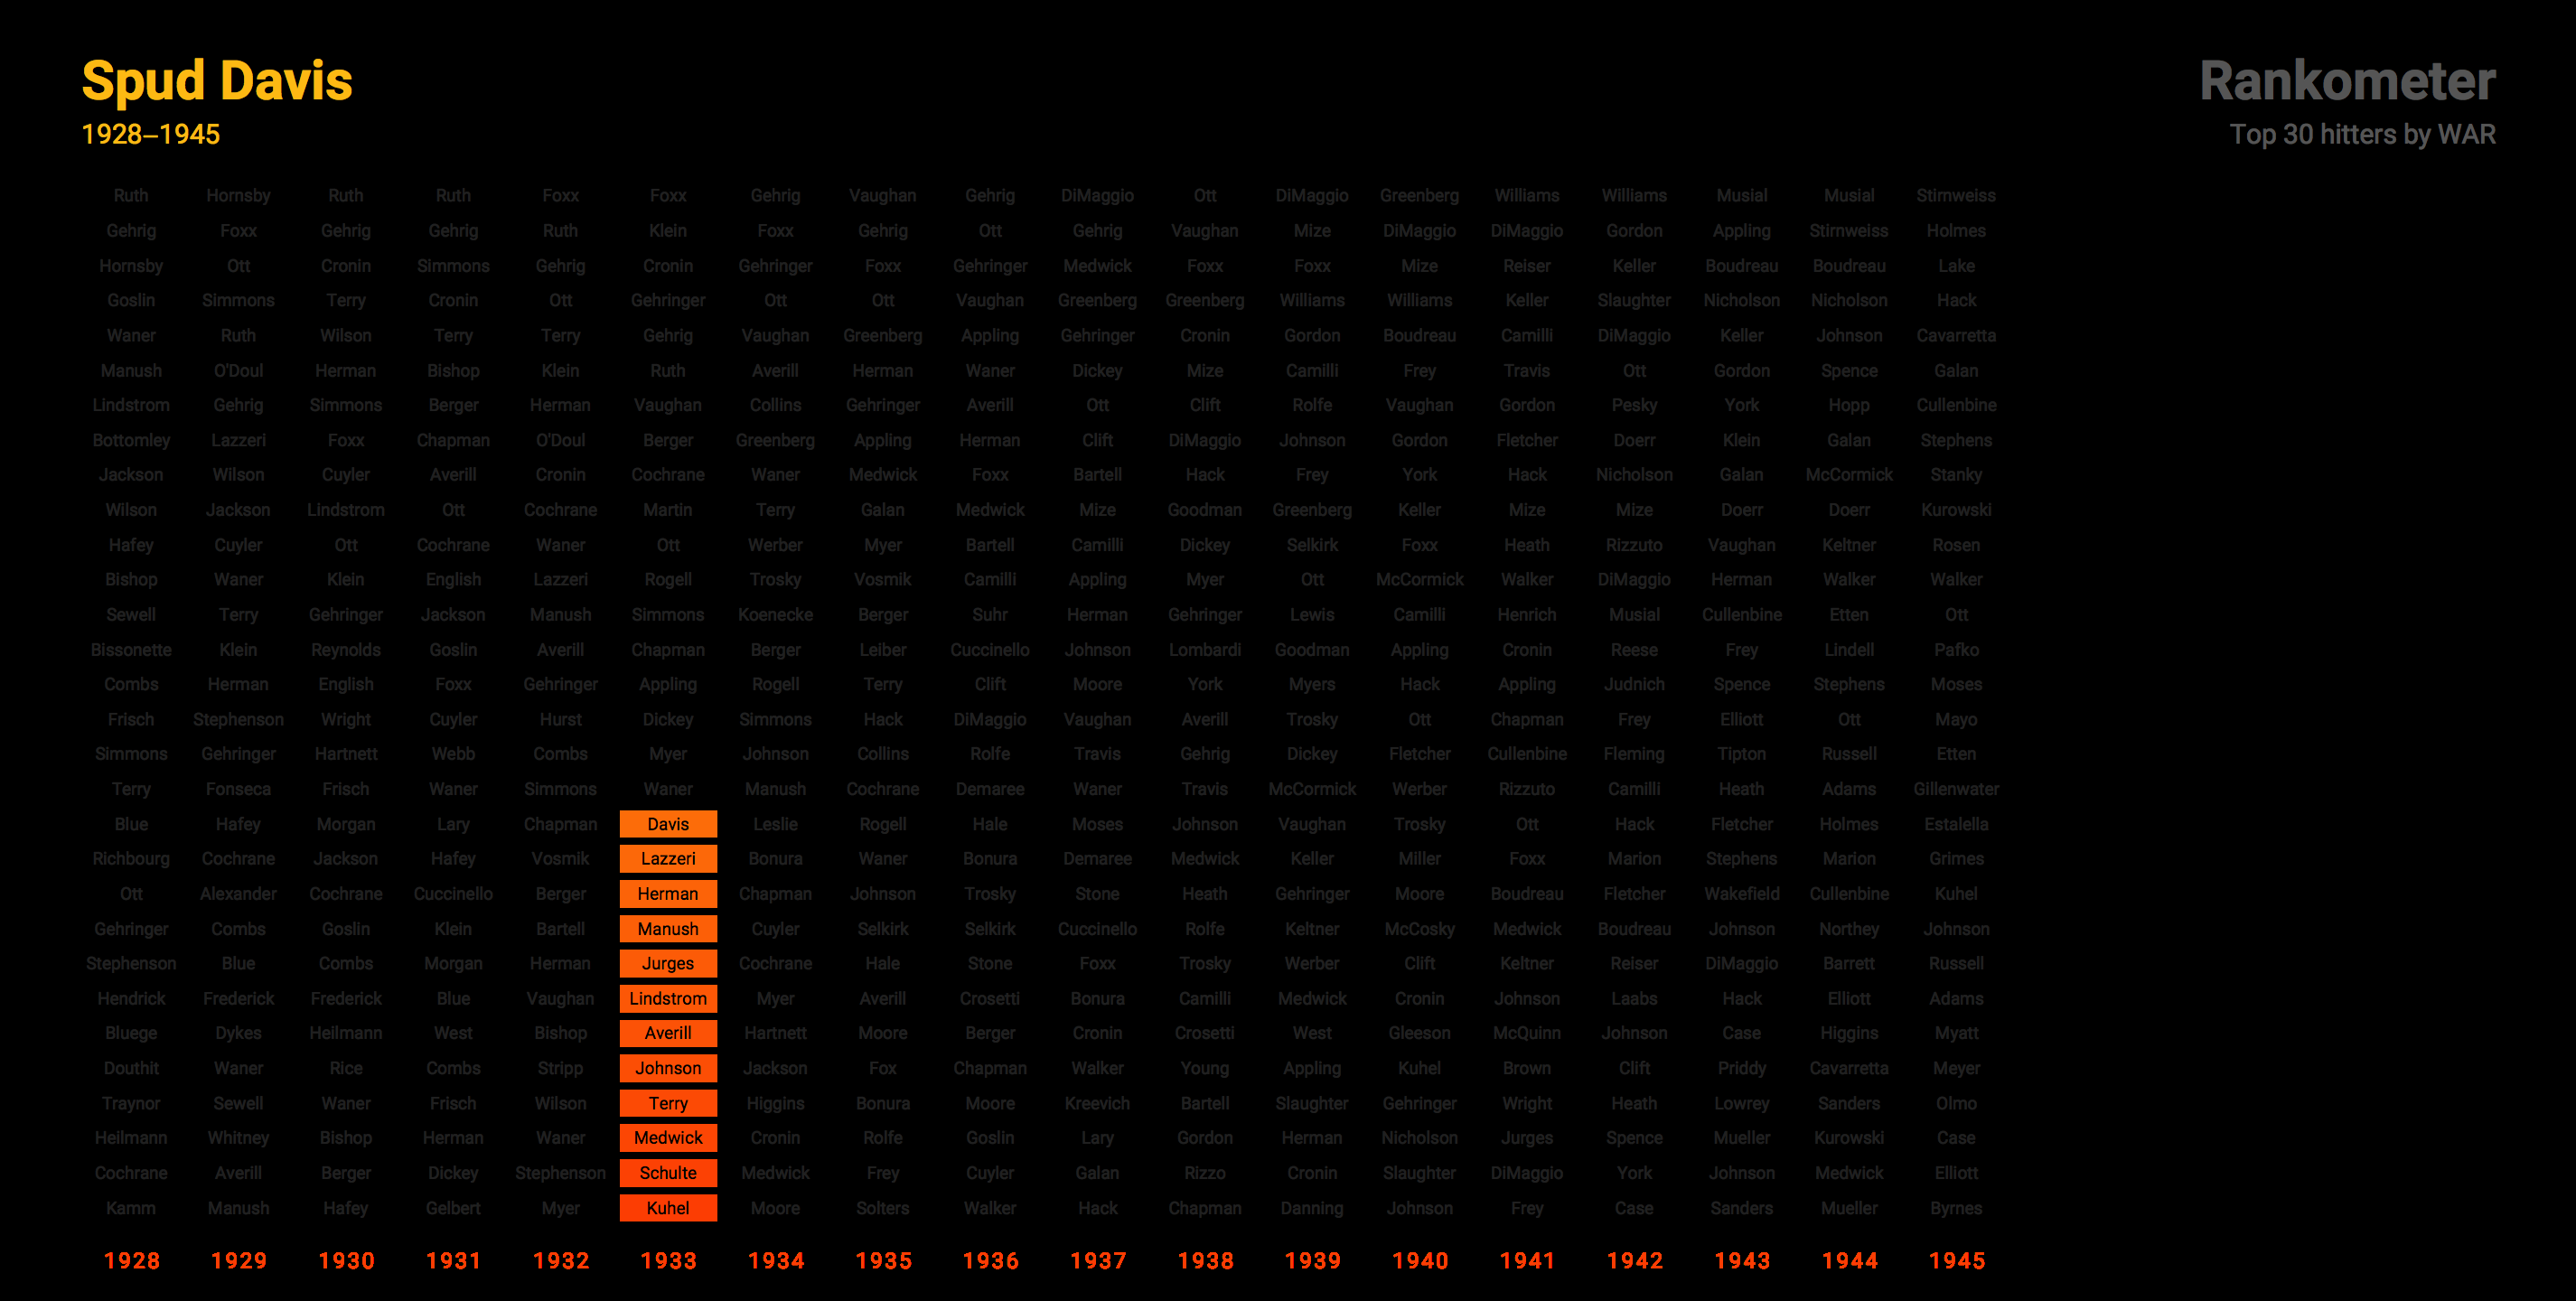 Spud Davis Rankometer
1928–1945 Top 30 hitters by WAR
Ruth Hornsby Ruth Ruth Foxx Foxx Gehrig Vaughan Gehrig DiMaggio Ott DiMaggio Greenberg Williams Williams Musial Musial Stirnweiss
Gehrig Foxx Gehrig Gehrig Ruth Klein Foxx Gehrig Ott Gehrig Vaughan Mize DiMaggio DiMaggio Gordon Appling Stirnweiss Holmes
Hornsby Ott Cronin Simmons Gehrig Cronin Gehringer Foxx Gehringer Medwick Foxx Foxx Mize Reiser Keller Boudreau Boudreau Lake
Goslin Simmons Terry Cronin Ott Gehringer Ott Ott Vaughan Greenberg Greenberg Williams Williams Keller Slaughter Nicholson Nicholson Hack
Waner Ruth Wilson Terry Terry Gehrig Vaughan Greenberg Appling Gehringer Cronin Gordon Boudreau Camilli DiMaggio Keller Johnson Cavarretta
Manush O'Doul Herman Bishop Klein Ruth Averill Herman Waner Dickey Mize Camilli Frey Travis Ott Gordon Spence Galan
Lindstrom Gehrig Simmons Berger Herman Vaughan Collins Gehringer Averill Ott Clift Rolfe Vaughan Gordon Pesky York Hopp Cullenbine
Bottomley Lazzeri Foxx Chapman O'Doul Berger Greenberg Appling Herman Clift DiMaggio Johnson Gordon Fletcher Doerr Klein Galan Stephens
Jackson Wilson Cuyler Averill Cronin Cochrane Waner Medwick Foxx Bartell Hack Frey York Hack Nicholson Galan McCormick Stanky
Wilson Jackson Lindstrom Ott Cochrane Martin Terry Galan Medwick Mize Goodman Greenberg Keller Mize Mize Doerr Doerr Kurowski
Hafey Cuyler Ott Cochrane Waner Ott Werber Myer Bartell Camilli Dickey Selkirk Foxx Heath Rizzuto Vaughan Keltner Rosen
Bishop Waner Klein English Lazzeri Rogell Trosky Vosmik Camilli Appling Myer Ott McCormick Walker DiMaggio Herman Walker Walker
Sewell Terry Gehringer Jackson Manush Simmons Koenecke Berger Suhr Herman Gehringer Lewis Camilli Henrich Musial Cullenbine Etten Ott
Bissonette Klein Reynolds Goslin Averill Chapman Berger Leiber Cuccinello Johnson Lombardi Goodman Appling Cronin Reese Frey Lindell Pafko
Combs Herman English Foxx Gehringer Appling Rogell Terry Clift Moore York Myers Hack Appling Judnich Spence Stephens Moses
Frisch Stephenson Wright Cuyler Hurst Dickey Simmons Hack DiMaggio Vaughan Averill Trosky Ott Chapman Frey Elliott Ott Mayo
Simmons Gehringer Hartnett Webb Combs Myer Johnson Collins Rolfe Travis Gehrig Dickey Fletcher Cullenbine Fleming Tipton Russell Etten
Terry Fonseca Frisch Waner Simmons Waner Manush Cochrane Demaree Waner Travis McCormick Werber Rizzuto Camilli Heath Adams Gillenwater
Blue Hafey Morgan Lary Chapman Davis Leslie Rogell Hale Moses Johnson Vaughan Trosky Ott Hack Fletcher Holmes Estalella
Richbourg Cochrane Jackson Hafey Vosmik Lazzeri Bonura Waner Bonura Demaree Medwick Keller Miller Foxx Marion Stephens Marion Grimes
Ott Alexander Cochrane Cuccinello Berger Herman Chapman Johnson Trosky Stone Heath Gehringer Moore Boudreau Fletcher Wakefield Cullenbine Kuhel
Gehringer Combs Goslin Klein Bartell Manush Cuyler Selkirk Selkirk Cuccinello Rolfe Keltner McCosky Medwick Boudreau Johnson Northey Johnson
Stephenson Blue Combs Morgan Herman Jurges Cochrane Hale Stone Foxx Trosky Werber Clift Keltner Reiser DiMaggio Barrett Russell
Hendrick Frederick Frederick Blue Vaughan Lindstrom Myer Averill Crosetti Bonura Camilli Medwick Cronin Johnson Laabs Hack Elliott Adams
Bluege Dykes Heilmann West Bishop Averill Hartnett Moore Berger Cronin Crosetti West Gleeson McQuinn Johnson Case Higgins Myatt
Douthit Waner Rice Combs Stripp Johnson Jackson Fox Chapman Walker Young Appling Kuhel Brown Clift Priddy Cavarretta Meyer
Traynor Sewell Waner Frisch Wilson Terry Higgins Bonura Moore Kreevich Bartell Slaughter Gehringer Wright Heath Lowrey Sanders Olmo
Heilmann Whitney Bishop Herman Waner Medwick Cronin Rolfe Goslin Lary Gordon Herman Nicholson Jurges Spence Mueller Kurowski Case
Cochrane Averill Berger Dickey Stephenson Schulte Medwick Frey Cuyler Galan Rizzo Cronin Slaughter DiMaggio York Johnson Medwick Elliott
Kamm Manush Hafey Gelbert Myer Kuhel Moore Solters Walker Hack Chapman Danning Johnson Frey Case Sanders Mueller Byrnes
1928 1929 1930 1931 1932 1933 1934 1935 1936 1937 1938 1939 1940 1941 1942 1943 1944 1945